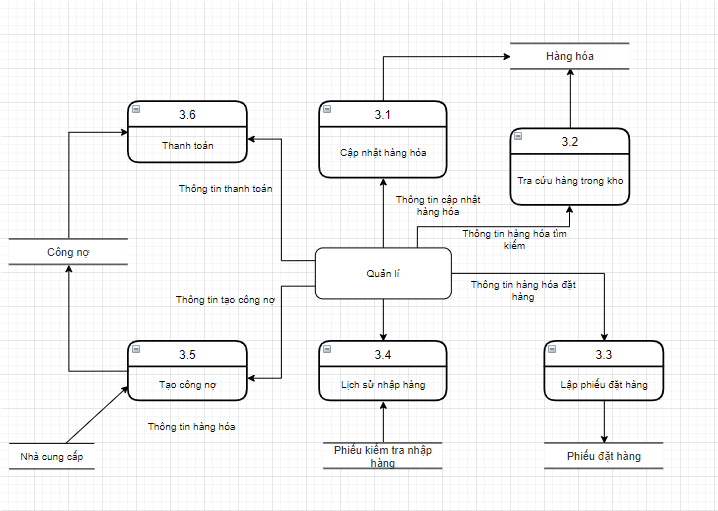 Hàng hóa
3.6
Thanh toán
3.1
Cập nhật hàng hóa
3.2
Tra cứu hàng trong kho
Thông tin thanh toán
Thông tin cập nhật
hàng hóa
Thông tin hàng hóa tìm
kiếm
Công nợ
Quản lí
Thông tin hàng hóa đặt
hàng
Thông tin tạo công nợ
3.5
Tạo công nợ
3.4
Lịch sử nhập hàng
3.3
Lập phiếu đặt hàng
Thông tin hàng hóa
Nhà cung cấp
Phiếu kiểm tra nhập
hàng
Phiếu đặt hàng